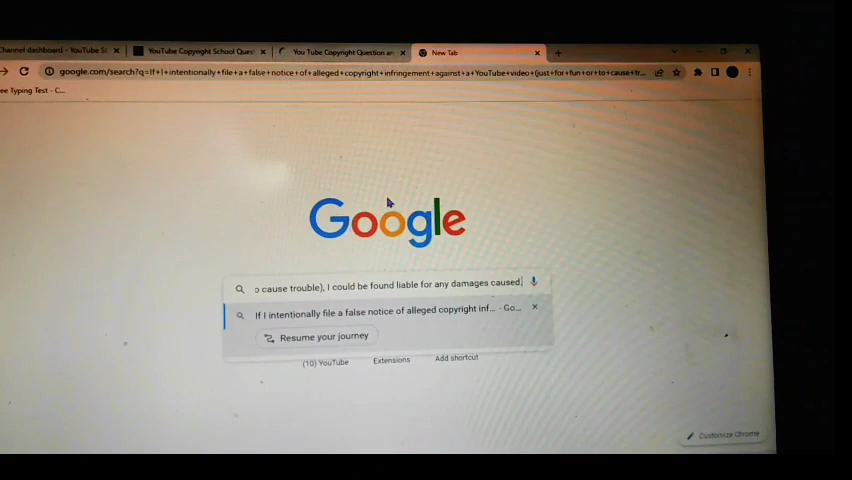 Channel dashboard - YouTube St
YouTube Copyright School Quest
You Tube Copyright Question an
New Tab
google.com/search?q=If+I+intentionally+file+a+false+notice+of+alleged+copyright+infringement+against+a+YouTube+video+(just+for+fun+or+to+cause+tr...
ee Typing Test - C...
Google
o cause trouble), I could be found liable for any damages caused.
If I intentionally file a false notice of alleged copyright inf... - Go...
Resume your journey
(10) YouTube
Extensions
Add shortcut
Customize Chrome